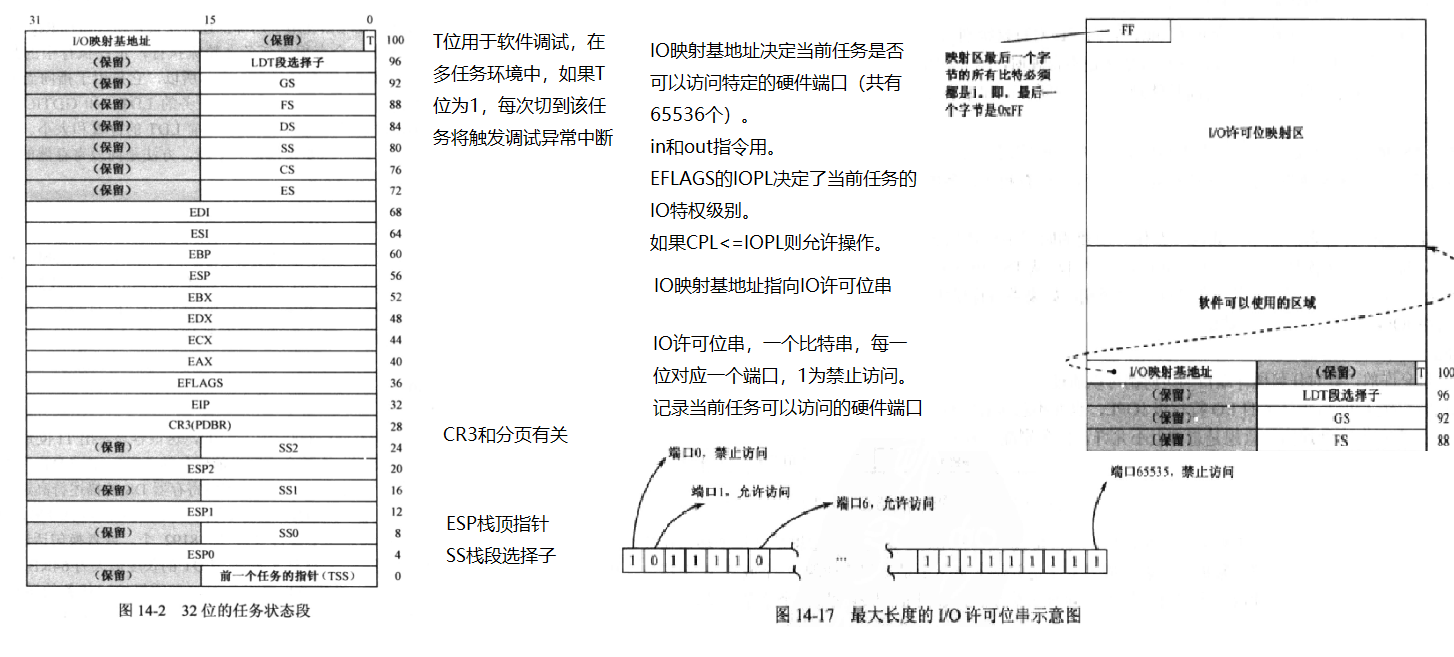 31 15 0
I/O映射基地址 （保留） T 100
（保留） LDT段选择子 96
（保留） GS 92
（保留） FS 88
（保留） DS 84
（保留） SS 80
（保留） CS 76
（保留） ES 72
EDI 68
ESI 64
EBP 60
ESP 56
EBX 52
EDX 48
ECX 44
EAX 40
EFLAGS 36
EIP 32
CR3(PDBR) 28
（保留） SS2 24
ESP2 20
（保留） SS1 16
ESP1 12
（保留） SS0 8
ESP0 4
（保留） 前一个任务的指针(TSS) 0
图 14-2 32 位的任务状态段
T位用于软件调试，在
多任务环境中，如果T
位为1，每次切到该任
务将触发调试异常中断
CR3和分页有关
ESP栈顶指针
SS栈段选择子
IO映射基地址决定当前任务是否
可以访问特定的硬件端口（共有
65536个）。
in和out指令用。
EFLAGS的IOPL决定了当前任务的
IO特权级别。
如果CPL<=IOPL则允许操作。
IO映射基地址指向IO许可位串
IO许可位串，一个比特串，每一
位对应一个端口，1为禁止访问。
记录当前任务可以访问的硬件端口
FF
映射区最后一个字
节的所有比特必须
都是1。即，最后一
个字节是0xFF
I/O许可位映射区
软件可以使用的区域
I/O映射基地址 （保留） T 100
（保留） LDT段选择子 96
（保留） GS 92
（保留） FS 88
端口0，禁止访问
端口1，允许访问
端口6，允许访问
端口65535，禁止访问
1 0 1 1 1 1 0 ... 1 1 1 1 1 1 1 1 1
图 14-17 最大长度的 I/O 许可位串示意图